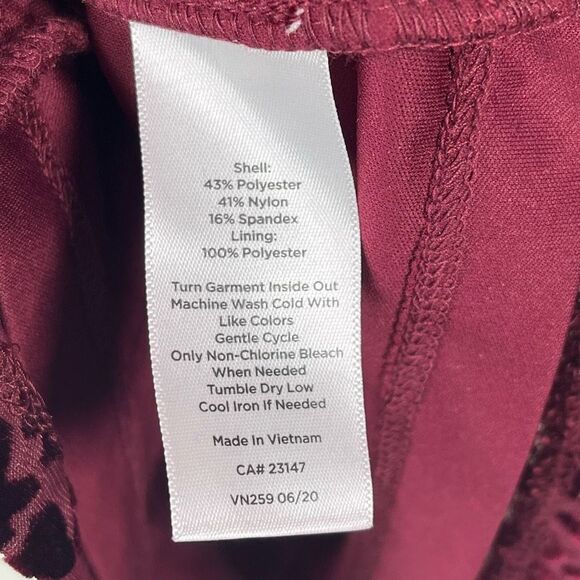 Shell:
43% Polyester
41% Nylon
16% Spandex
Lining:
100% Polyester
Turn Garment Inside Out
Machine Wash Cold With
Like Colors
Gentle Cycle
Only Non-Chlorine Bleach
When Needed
Tumble Dry Low
Cool Iron If Needed
Made In Vietnam
CA# 23147
VN259 06/20